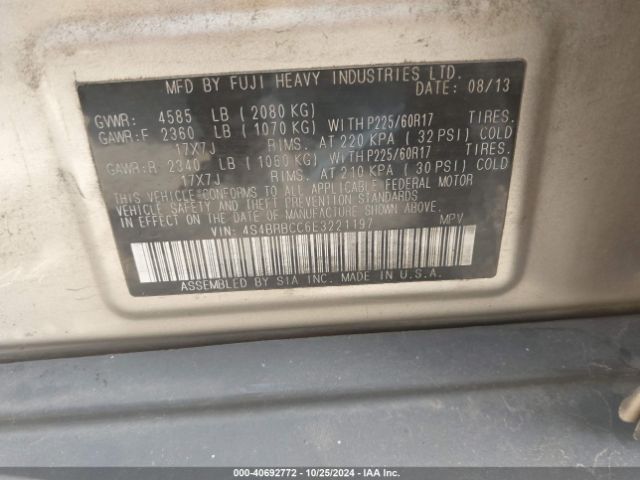 MFD BY FUJI HEAVY INDUSTRIES LTD.
DATE: 08/13
GVWR: 4585 LB ( 2080 KG)
GAWR:F 2360 LB ( 1070 KG) WITH P225/60R17 TIRES.
17X7J RIMS. AT 220 KPA ( 32 PSI) COLD
GAWR:R 2340 LB ( 1060 KG) WITH P225/60R17 TIRES.
17X7J RIMS. AT 210 KPA ( 30 PSI) COLD
THIS VEHICLE CONFORMS TO ALL APPLICABLE FEDERAL MOTOR
VEHICLE SAFETY AND THEFT PREVENTION STANDARDS
IN EFFECT ON THE DATE OF MANUFACTURE SHOWN ABOVE.
VIN: 4S4BRBCC6E3221197 MPV
ASSEMBLED BY SIA INC. MADE IN U.S.A.
00-40692772 - 10/25/2024 - IAA Inc.